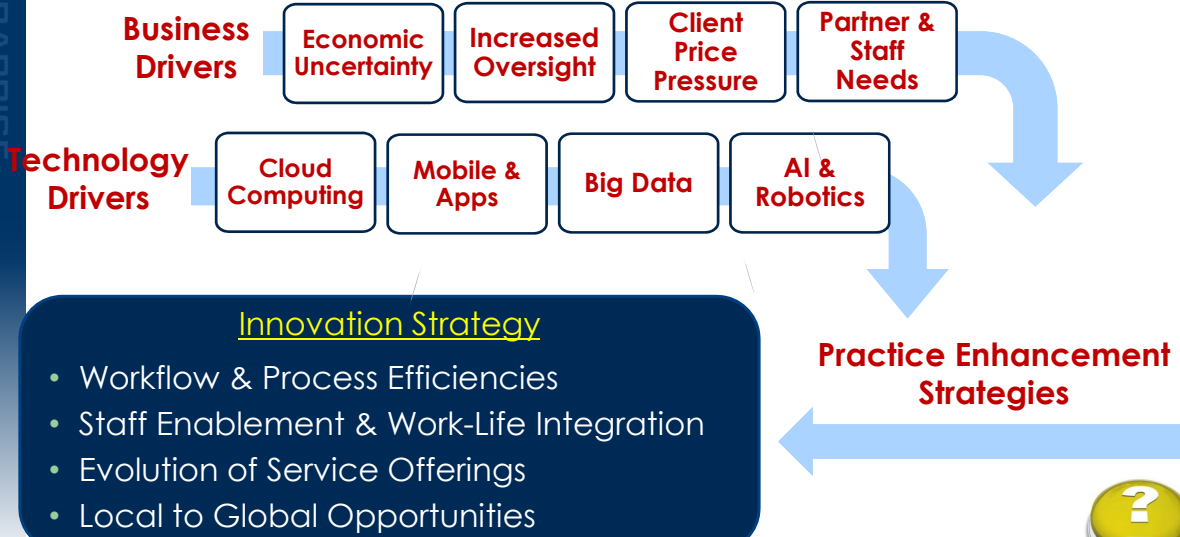 Business
Drivers
Economic
Uncertainty
Increased
Oversight
Client
Price
Pressure
Partner &
Staff
Needs
Technology
Drivers
Cloud
Computing
Mobile &
Apps
Big Data
AI &
Robotics
Innovation Strategy
• Workflow & Process Efficiencies
• Staff Enablement & Work-Life Integration
• Evolution of Service Offerings
• Local to Global Opportunities
Practice Enhancement
Strategies
?